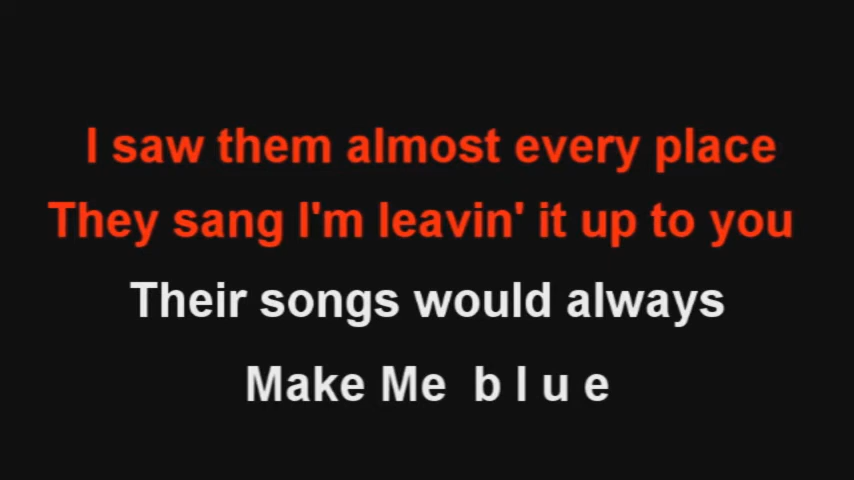 I saw them almost every place
They sang I'm leavin' it up to you
Their songs would always
Make Me b l u e